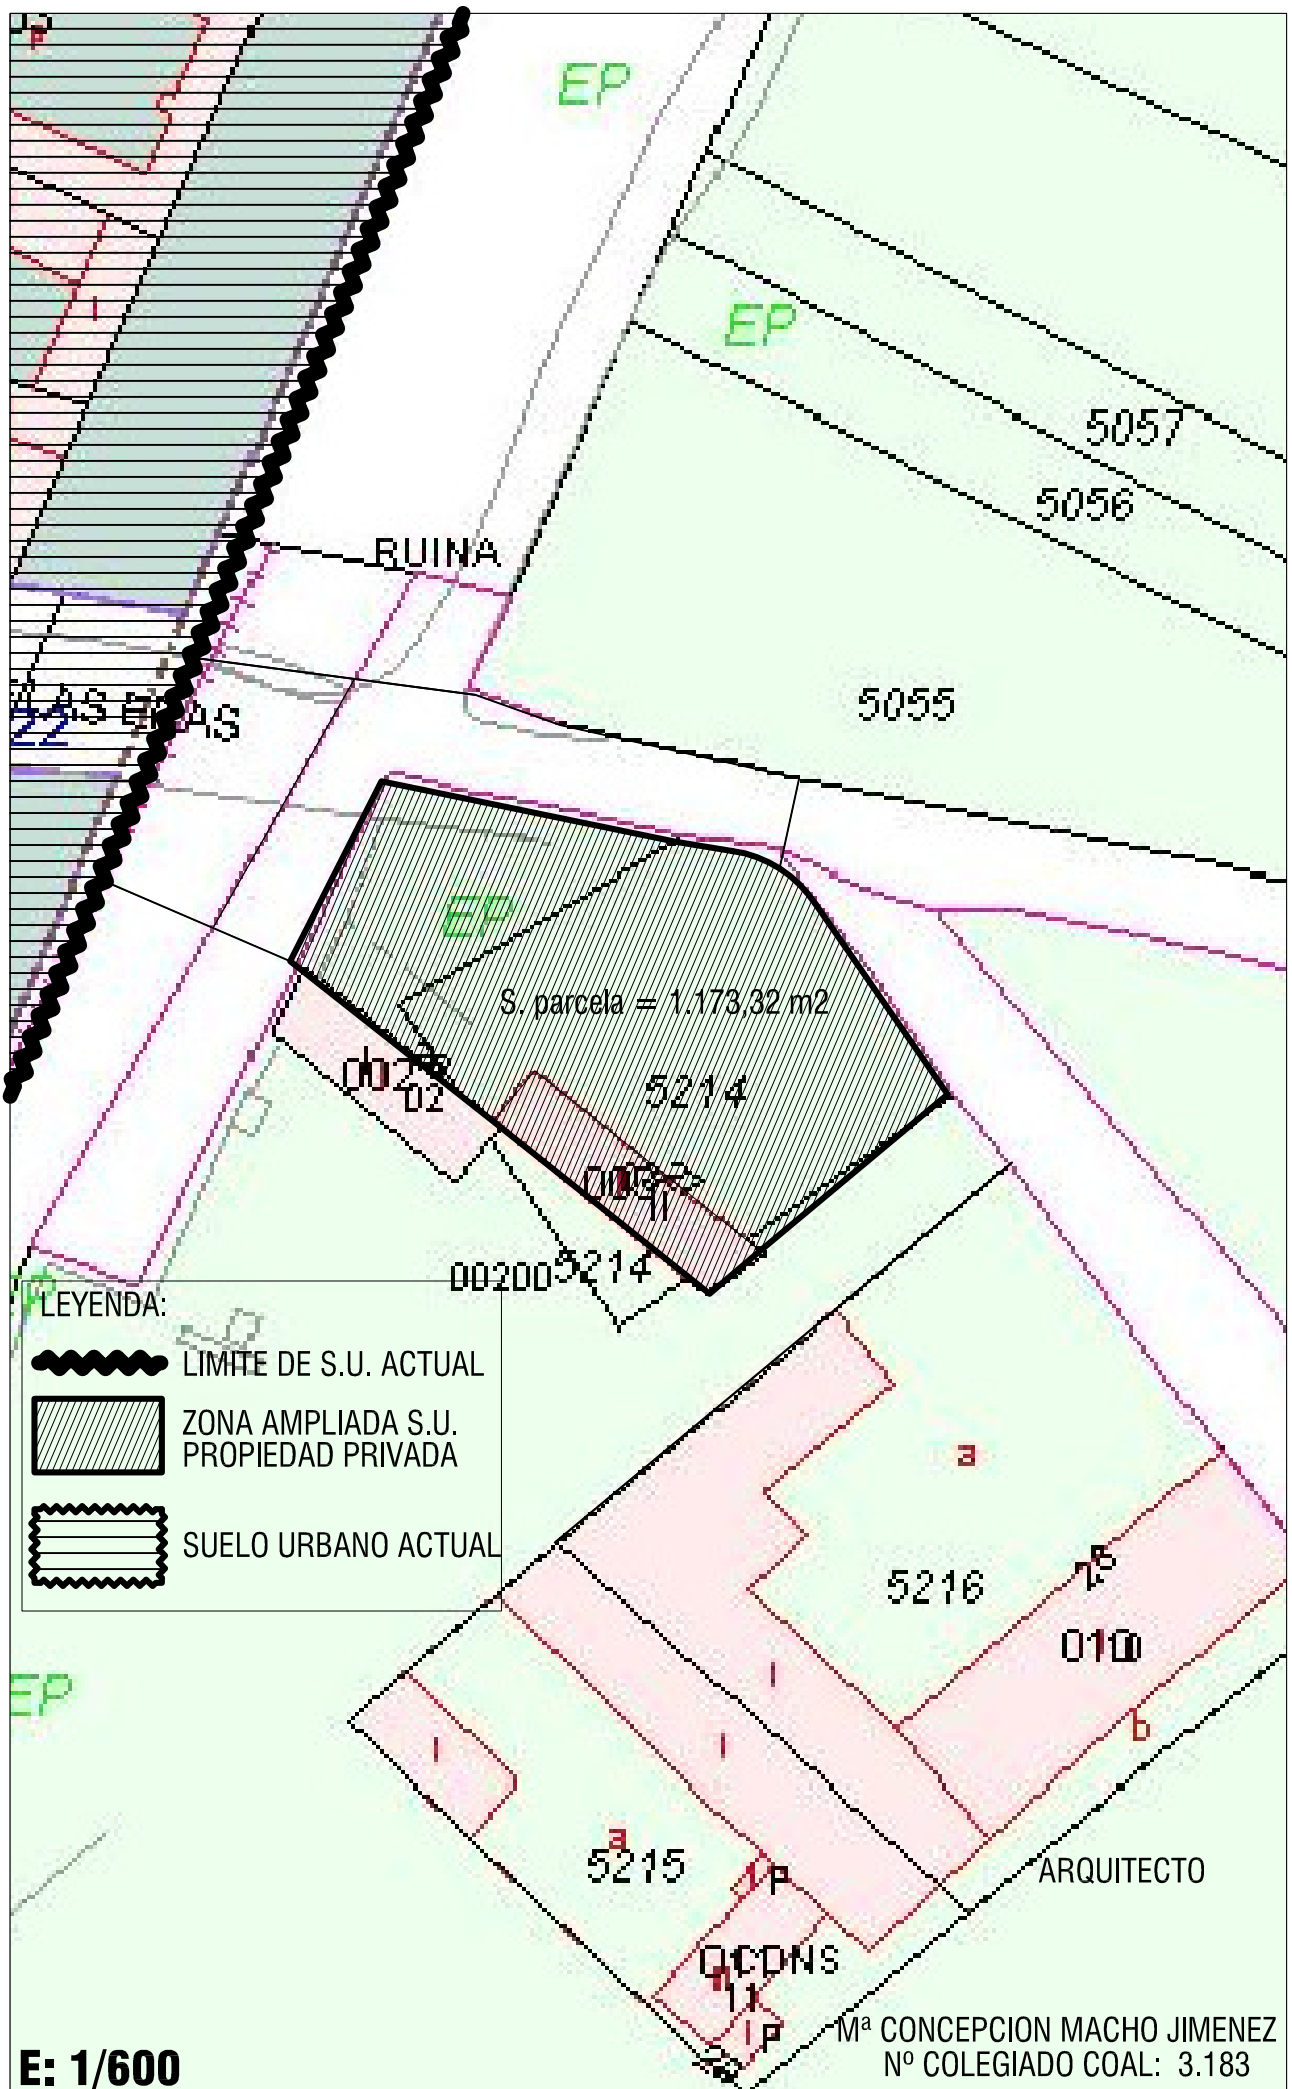 EP
EP
5057
5056
RUINA
5055
22
EP
S. parcela = 1.173,32 m2
5214
02
II
00200
5214
LEYENDA:
LIMITE DE S.U. ACTUAL
ZONA AMPLIADA S.U.
PROPIEDAD PRIVADA
SUELO URBANO ACTUAL
a
5216
010
b
EP
I
I
I
a
5215
P
ARQUITECTO
P
Mª CONCEPCION MACHO JIMENEZ
Nº COLEGIADO COAL: 3.183
E: 1/600